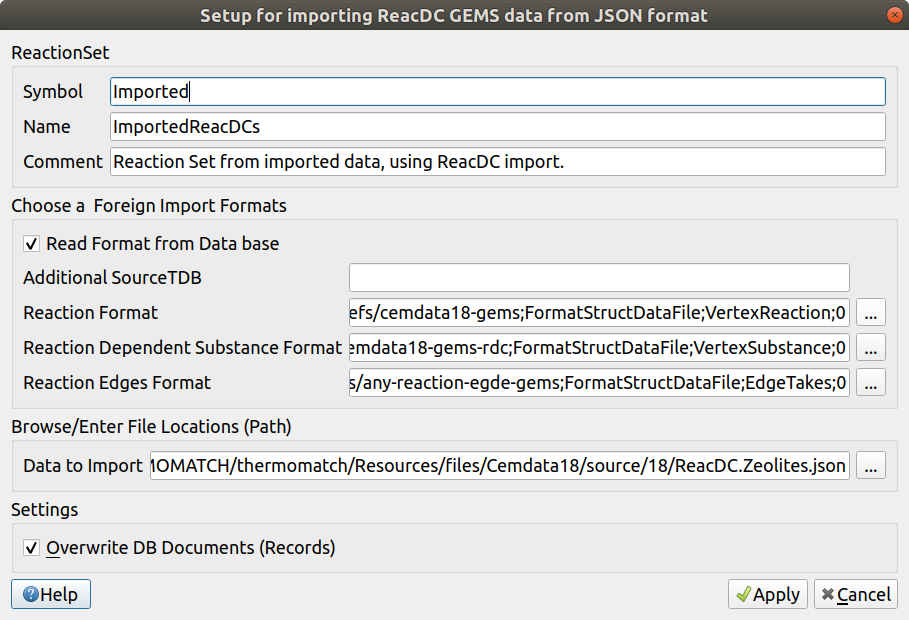 Setup for importing ReacDC GEMS data from JSON format
ReactionSet
Symbol Imported
Name ImportedReacDCs
Comment Reaction Set from imported data, using ReacDC import.
Choose a  Foreign Import Formats
Read Format from Data base
Additional SourceTDB
Reaction Format efs/cemdata18-gems;FormatStructDataFile;VertexReaction;0 ...
Reaction Dependent Substance Format emdata18-gems-rdc;FormatStructDataFile;VertexSubstance;0 ...
Reaction Edges Format s/any-reaction-egde-gems;FormatStructDataFile;EdgeTakes;0 ...
Browse/Enter File Locations (Path)
Data to Import MOMATCH/thermomatch/Resources/files/Cemdata18/source/18/ReacDC.Zeolites.json ...
Settings
Overwrite DB Documents (Records)
Help Apply Cancel